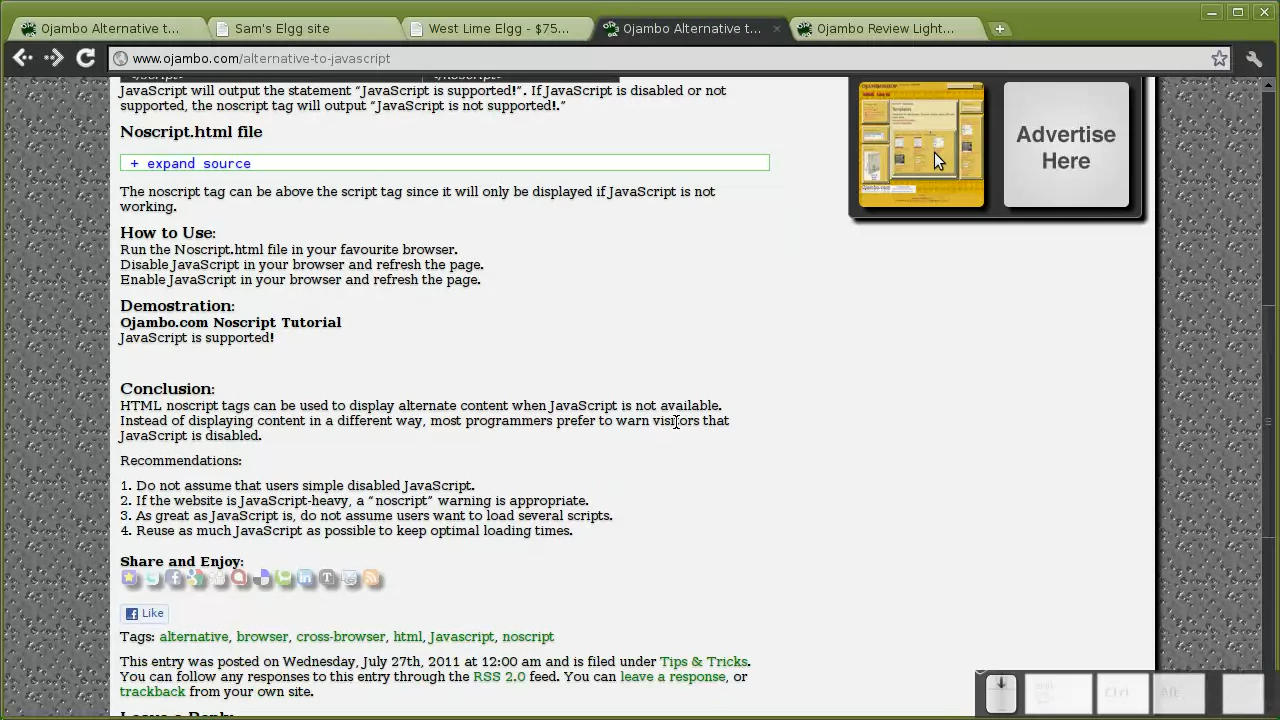 Ojambo Alternative t...
Sam's Elgg site
West Lime Elgg - $75...
Ojambo Alternative t...
Ojambo Review Light...
www.ojambo.com/alternative-to-javascript
JavaScript will output the statement “JavaScript is supported!”. If JavaScript is disabled or not
supported, the noscript tag will output “JavaScript is not supported!.”
Noscript.html file
+ expand source
The noscript tag can be above the script tag since it will only be displayed if JavaScript is not
working.
How to Use:
Run the Noscript.html file in your favourite browser.
Disable JavaScript in your browser and refresh the page.
Enable JavaScript in your browser and refresh the page.
Demostration:
Ojambo.com Noscript Tutorial
JavaScript is supported!
Conclusion:
HTML noscript tags can be used to display alternate content when JavaScript is not available.
Instead of displaying content in a different way, most programmers prefer to warn visitors that
JavaScript is disabled.
Recommendations:
1. Do not assume that users simple disabled JavaScript.
2. If the website is JavaScript-heavy, a “noscript” warning is appropriate.
3. As great as JavaScript is, do not assume users want to load several scripts.
4. Reuse as much JavaScript as possible to keep optimal loading times.
Share and Enjoy:
Like
Tags: alternative, browser, cross-browser, html, Javascript, noscript
This entry was posted on Wednesday, July 27th, 2011 at 12:00 am and is filed under Tips & Tricks.
You can follow any responses to this entry through the RSS 2.0 feed. You can leave a response, or
trackback from your own site.
Leave a Reply
Advertise
Here
Ctrl
Alt